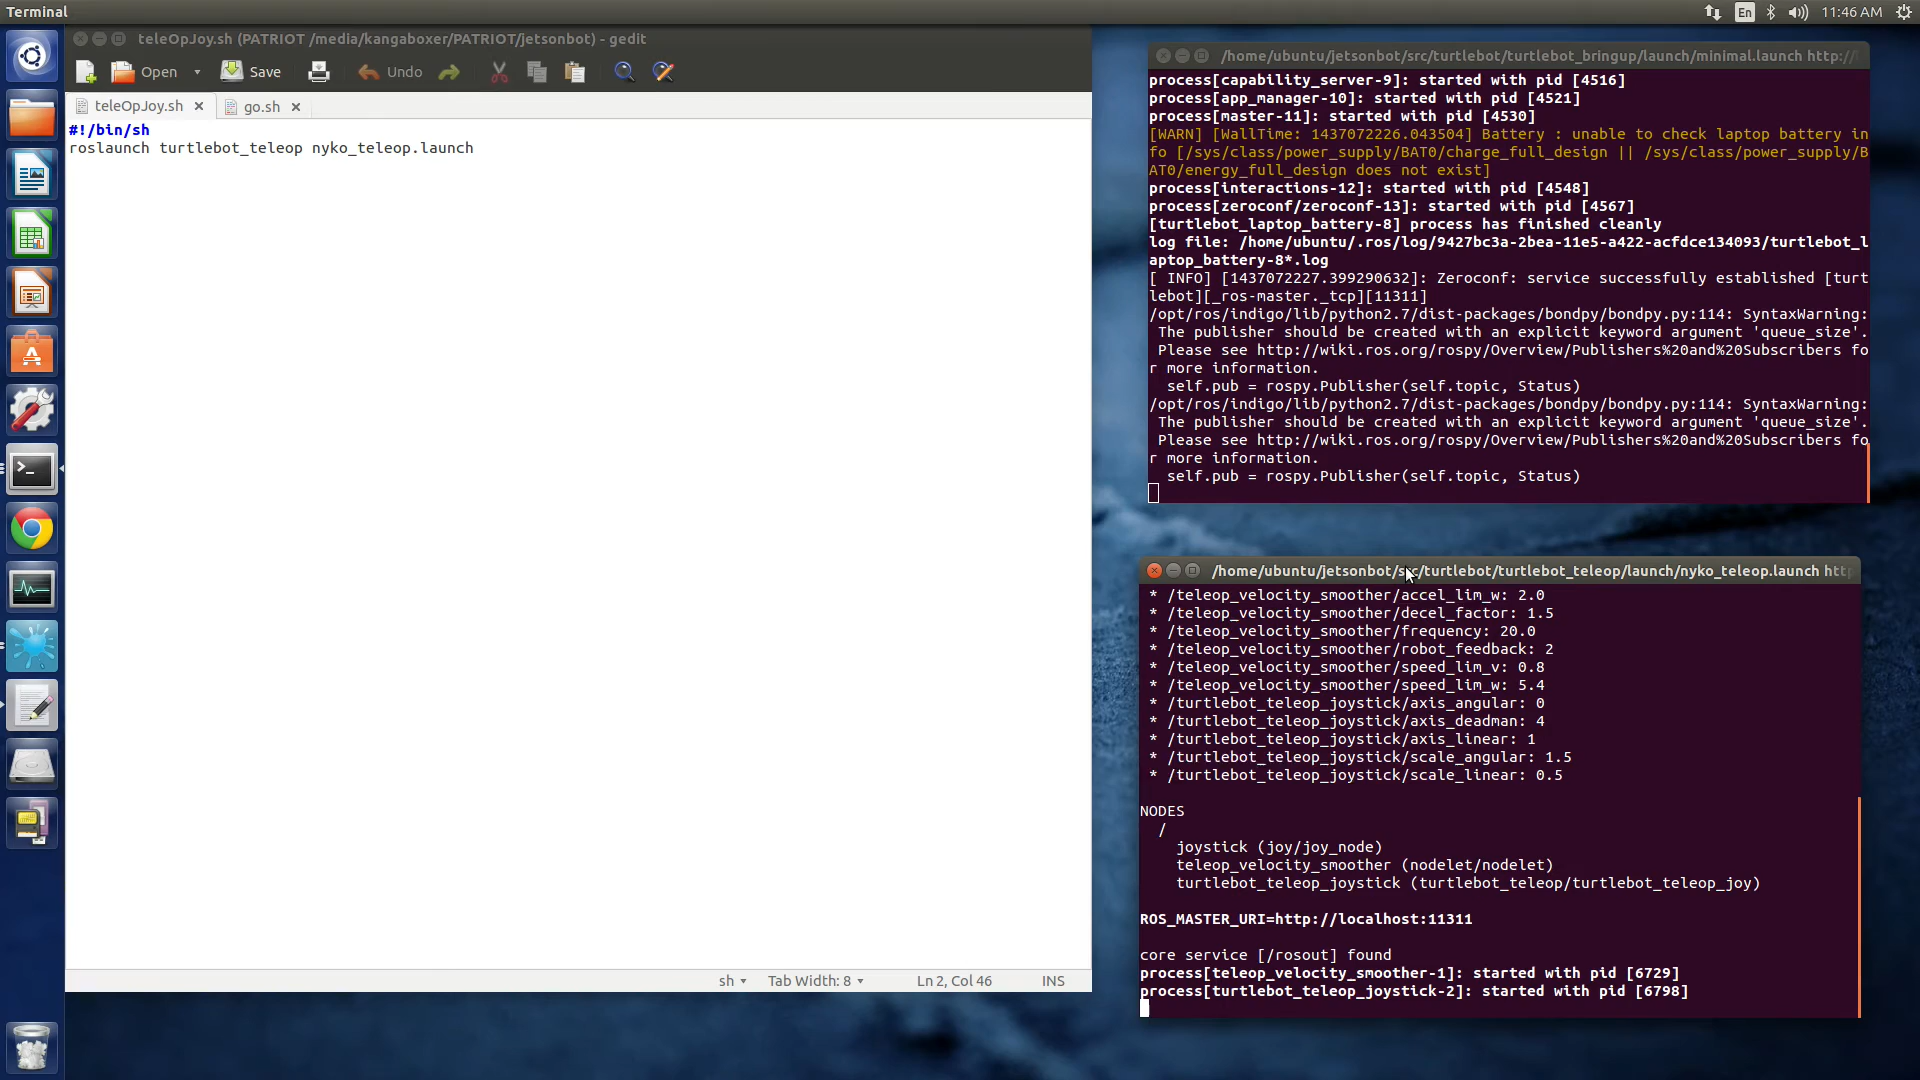 Terminal
En
11:46 AM
teleOpJoy.sh (PATRIOT /media/kangaboxer/PATRIOT/jetsonbot) - gedit
Open
Save
Undo
teleOpJoy.sh
go.sh
#!/bin/sh
roslaunch turtlebot_teleop nyko_teleop.launch
sh
Tab Width: 8
Ln 2, Col 46
INS
/home/ubuntu/jetsonbot/src/turtlebot/turtlebot_bringup/launch/minimal.launch http://
process[capability_server-9]: started with pid [4516]
process[app_manager-10]: started with pid [4521]
process[master-11]: started with pid [4530]
[WARN] [WallTime: 1437072226.043504] Battery : unable to check laptop battery in
fo [/sys/class/power_supply/BAT0/charge_full_design || /sys/class/power_supply/B
AT0/energy_full_design does not exist]
process[interactions-12]: started with pid [4548]
process[zeroconf/zeroconf-13]: started with pid [4567]
[turtlebot_laptop_battery-8] process has finished cleanly
log file: /home/ubuntu/.ros/log/9427bc3a-2bea-11e5-a422-acfdce134093/turtlebot_l
aptop_battery-8*.log
[ INFO] [1437072227.399290632]: Zeroconf: service successfully established [turt
lebot][_ros-master._tcp][11311]
/opt/ros/indigo/lib/python2.7/dist-packages/bondpy/bondpy.py:114: SyntaxWarning:
The publisher should be created with an explicit keyword argument 'queue_size'.
Please see http://wiki.ros.org/rospy/Overview/Publishers%20and%20Subscribers fo
r more information.
self.pub = rospy.Publisher(self.topic, Status)
/opt/ros/indigo/lib/python2.7/dist-packages/bondpy/bondpy.py:114: SyntaxWarning:
The publisher should be created with an explicit keyword argument 'queue_size'.
Please see http://wiki.ros.org/rospy/Overview/Publishers%20and%20Subscribers fo
r more information.
self.pub = rospy.Publisher(self.topic, Status)
/home/ubuntu/jetsonbot/src/turtlebot/turtlebot_teleop/launch/nyko_teleop.launch htt
* /teleop_velocity_smoother/accel_lim_w: 2.0
* /teleop_velocity_smoother/decel_factor: 1.5
* /teleop_velocity_smoother/frequency: 20.0
* /teleop_velocity_smoother/robot_feedback: 2
* /teleop_velocity_smoother/speed_lim_v: 0.8
* /teleop_velocity_smoother/speed_lim_w: 5.4
* /turtlebot_teleop_joystick/axis_angular: 0
* /turtlebot_teleop_joystick/axis_deadman: 4
* /turtlebot_teleop_joystick/axis_linear: 1
* /turtlebot_teleop_joystick/scale_angular: 1.5
* /turtlebot_teleop_joystick/scale_linear: 0.5
NODES
/
joystick (joy/joy_node)
teleop_velocity_smoother (nodelet/nodelet)
turtlebot_teleop_joystick (turtlebot_teleop/turtlebot_teleop_joy)
ROS_MASTER_URI=http://localhost:11311
core service [/rosout] found
process[teleop_velocity_smoother-1]: started with pid [6729]
process[turtlebot_teleop_joystick-2]: started with pid [6798]